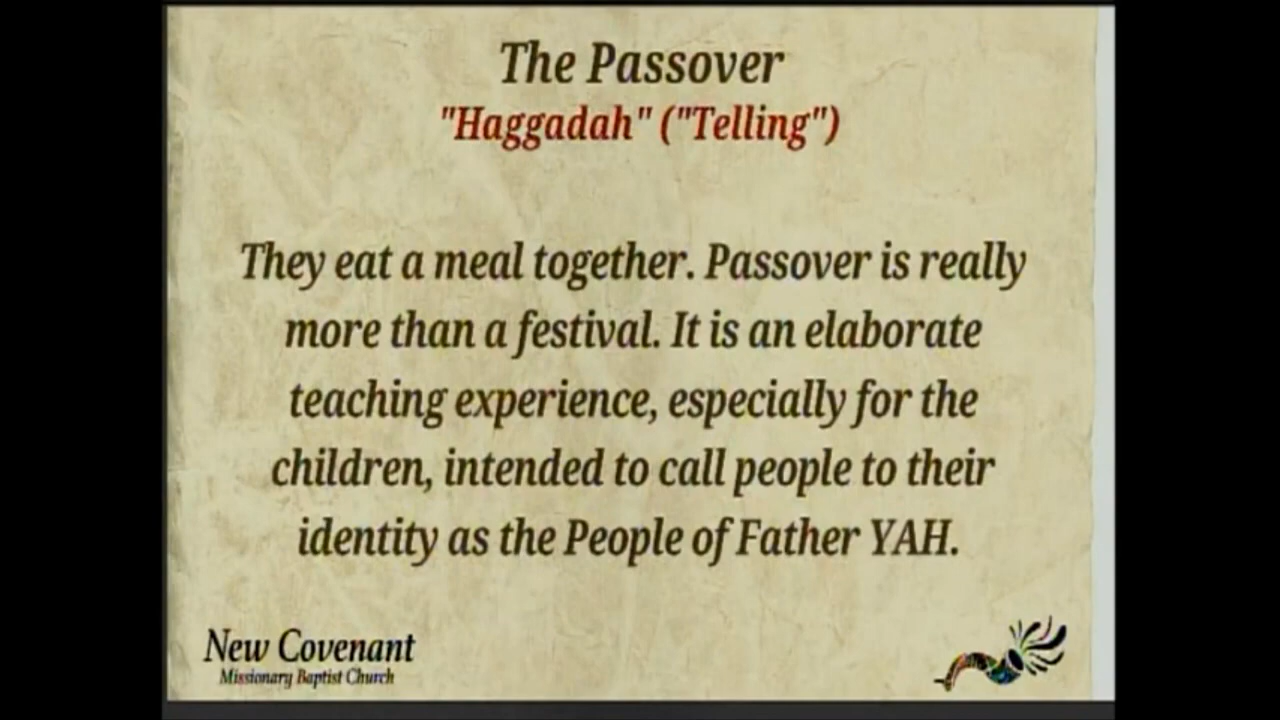 The Passover
"Haggadah" ("Telling")
They eat a meal together. Passover is really
more than a festival. It is an elaborate
teaching experience, especially for the
children, intended to call people to their
identity as the People of Father YAH.
New Covenant
Missionary Baptist Church